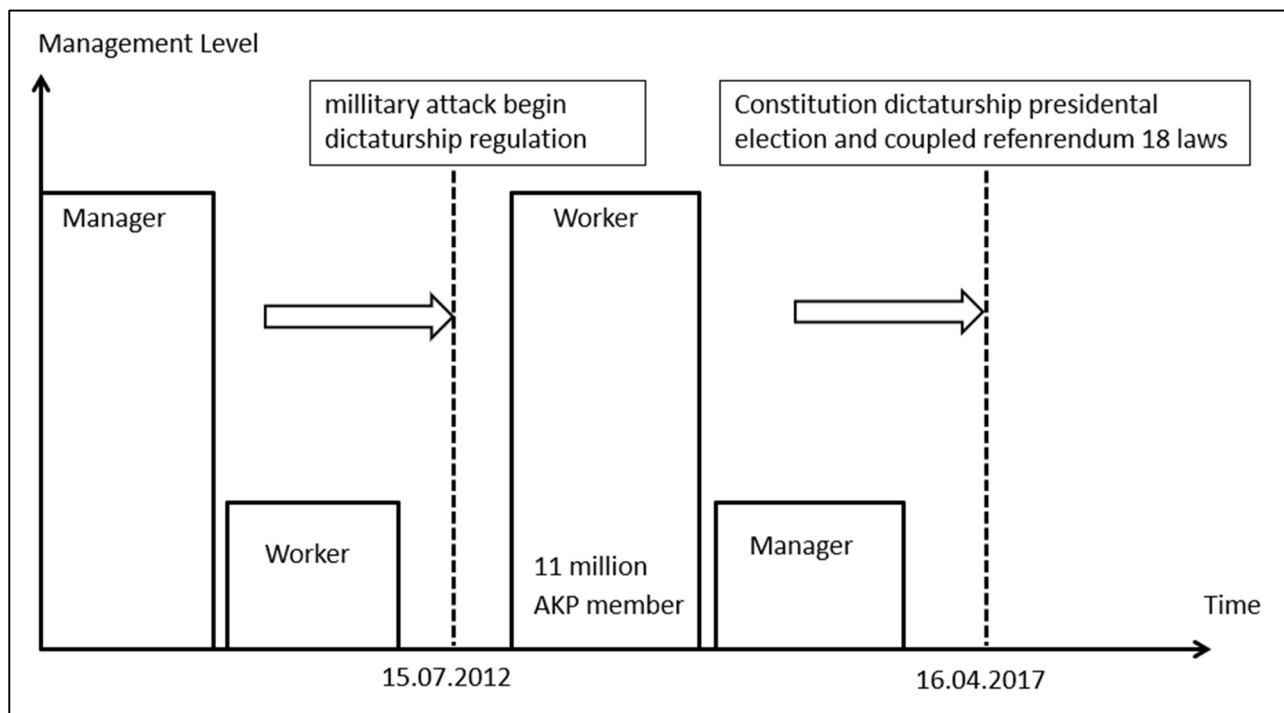 Management Level
millitary attack begin
dictaturship regulation
Constitution dictaturship presidental
election and coupled refenrendum 18 laws
Manager
Worker
Worker
11 million
AKP member
Manager
Time
15.07.2012
16.04.2017